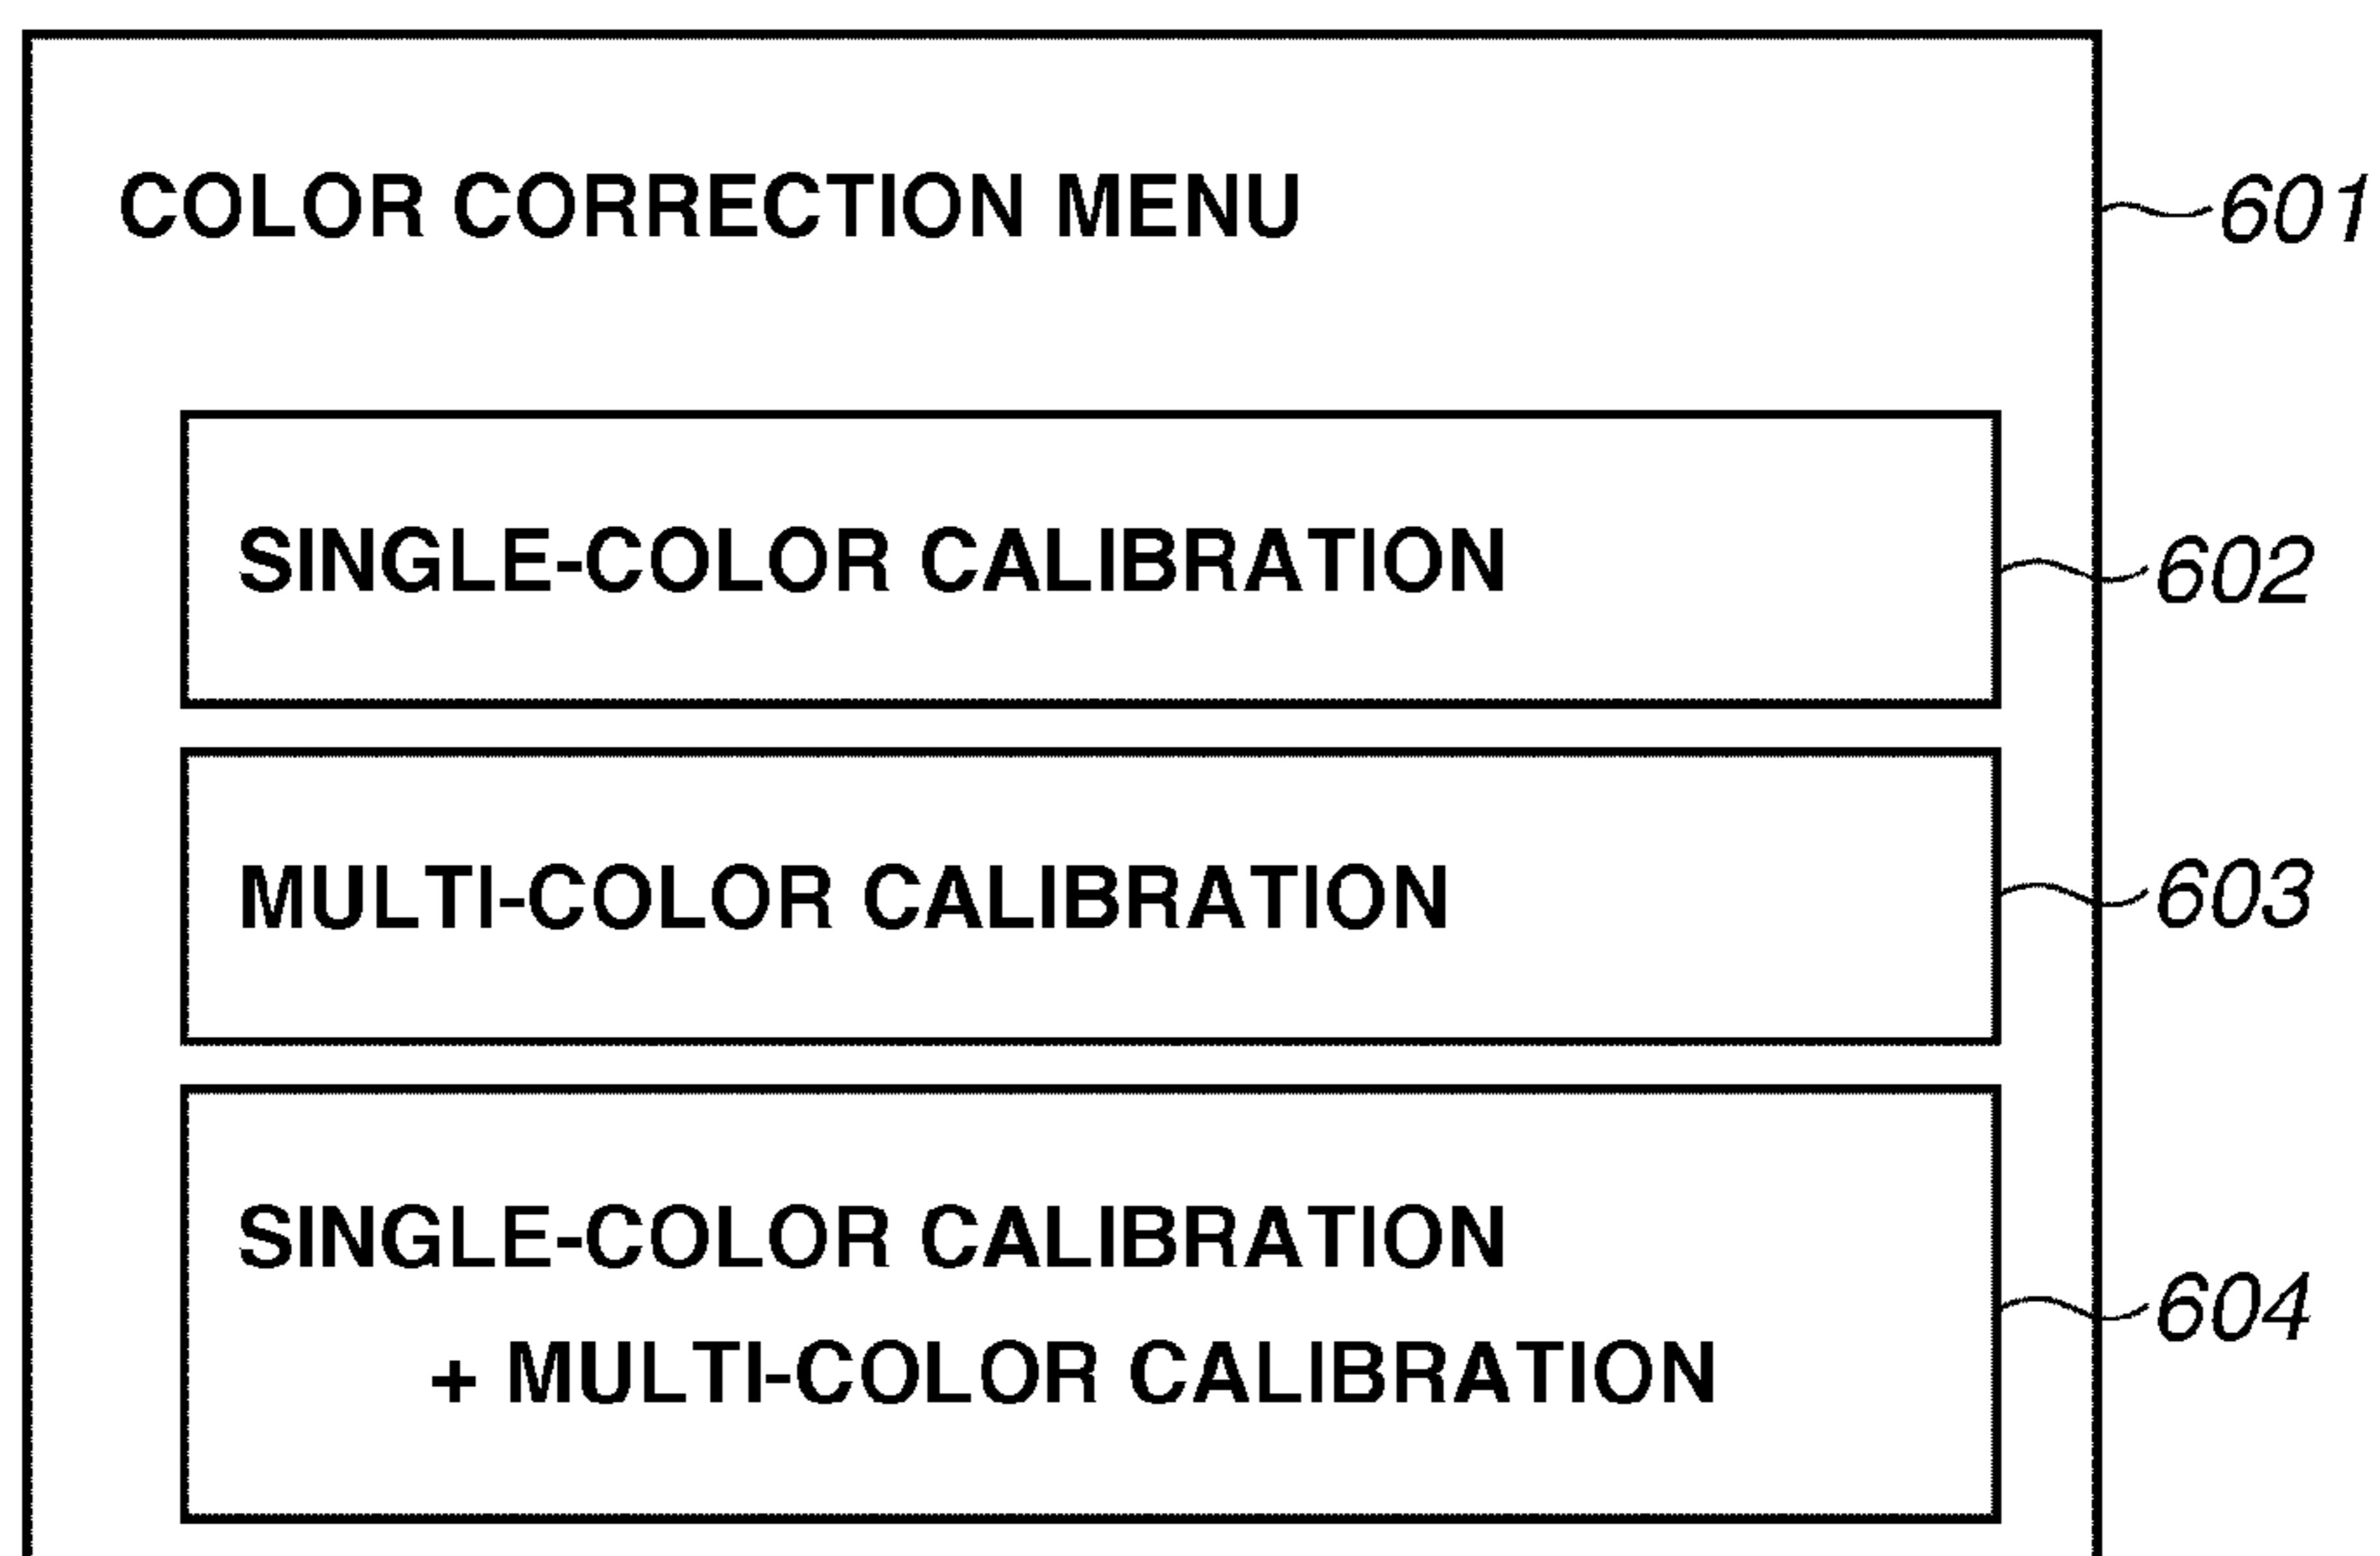 COLOR CORRECTION MENU
601
SINGLE-COLOR CALIBRATION
602
MULTI-COLOR CALIBRATION
603
SINGLE-COLOR CALIBRATION
+ MULTI-COLOR CALIBRATION
604